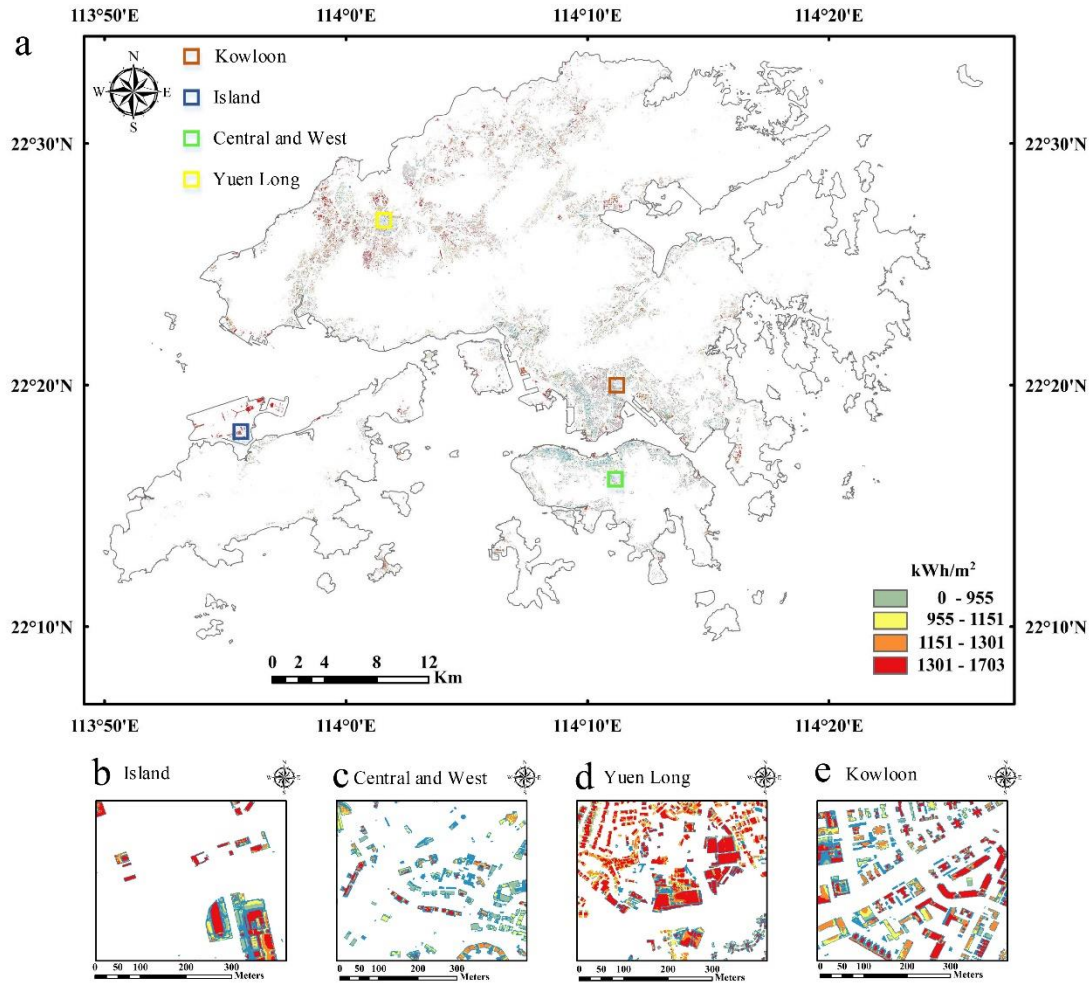 113°50'E 114°0'E 114°10'E 114°20'E
a
Kowloon
Island
Central and West
Yuen Long
N
W E
S
22°30'N 22°30'N
22°20'N 22°20'N
22°10'N 22°10'N
kWh/m²
0 - 955
955 - 1151
1151 - 1301
1301 - 1703
0 2 4 8 12
Km
113°50'E 114°0'E 114°10'E 114°20'E
b Island
c Central and West
d Yuen Long
e Kowloon
0 50 100 200 300
Meters
0 50 100 200 300
Meters
0 50 100 200 300
Meters
0 50 100 200 300
Meters